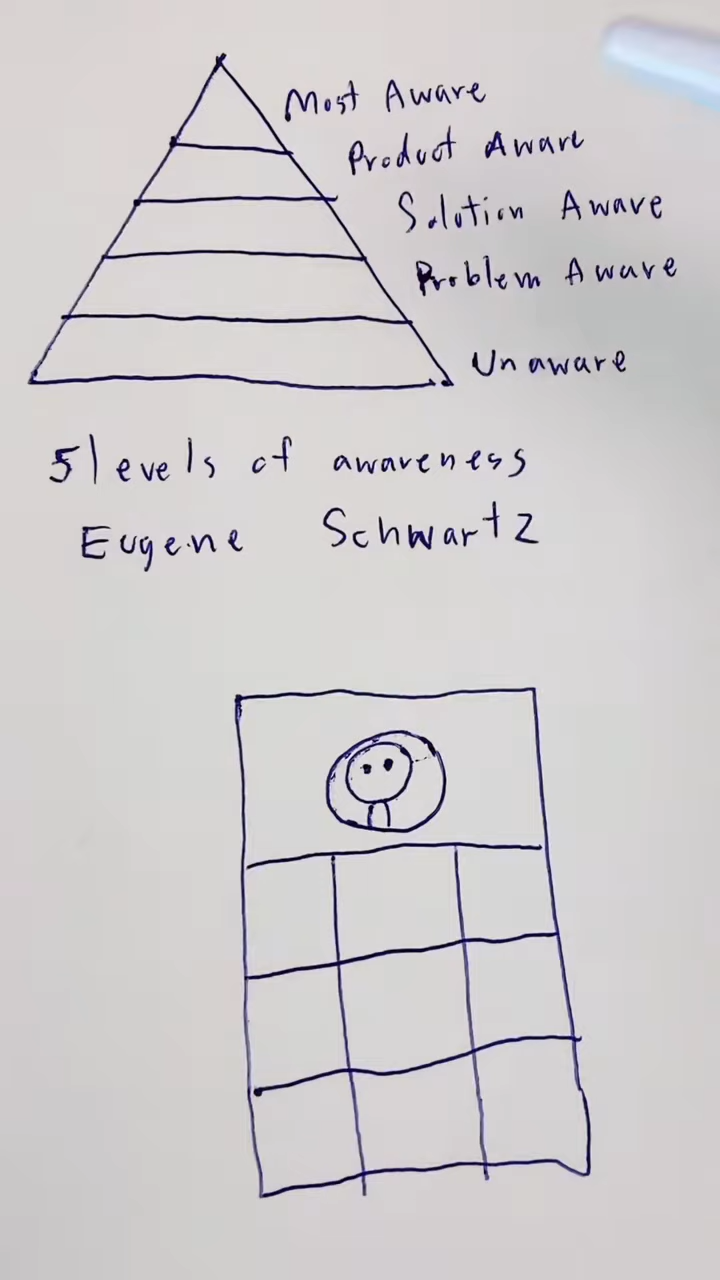 Most Aware
Product Aware
Solution Aware
Problem Aware
Unaware
5 levels of awareness
Eugene Schwartz